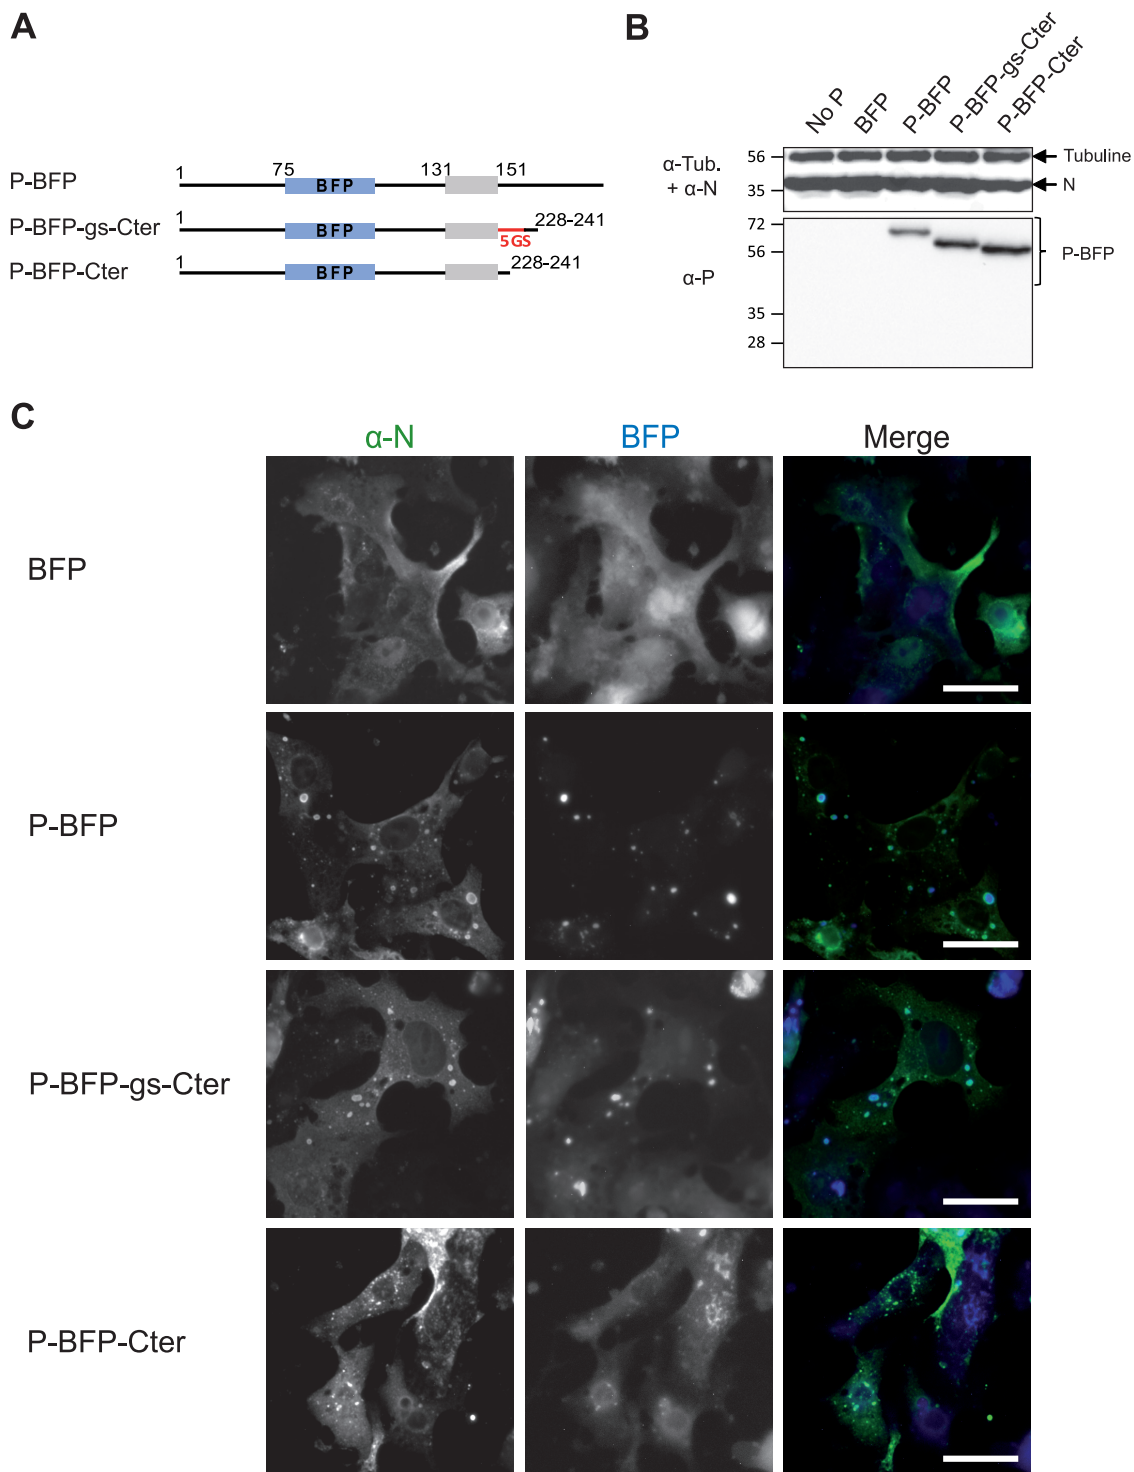 A
P-BFP
1
75
BFP
131
151
P-BFP-gs-Cter
1
BFP
5GS
228-241
P-BFP-Cter
1
BFP
228-241
B
No P
BFP
P-BFP
P-BFP-gs-Cter
P-BFP-Cter
α-Tub.
+ α-N
56
35
Tubuline
N
α-P
72
56
35
28
P-BFP
C
α-N
BFP
Merge
BFP
P-BFP
P-BFP-gs-Cter
P-BFP-Cter